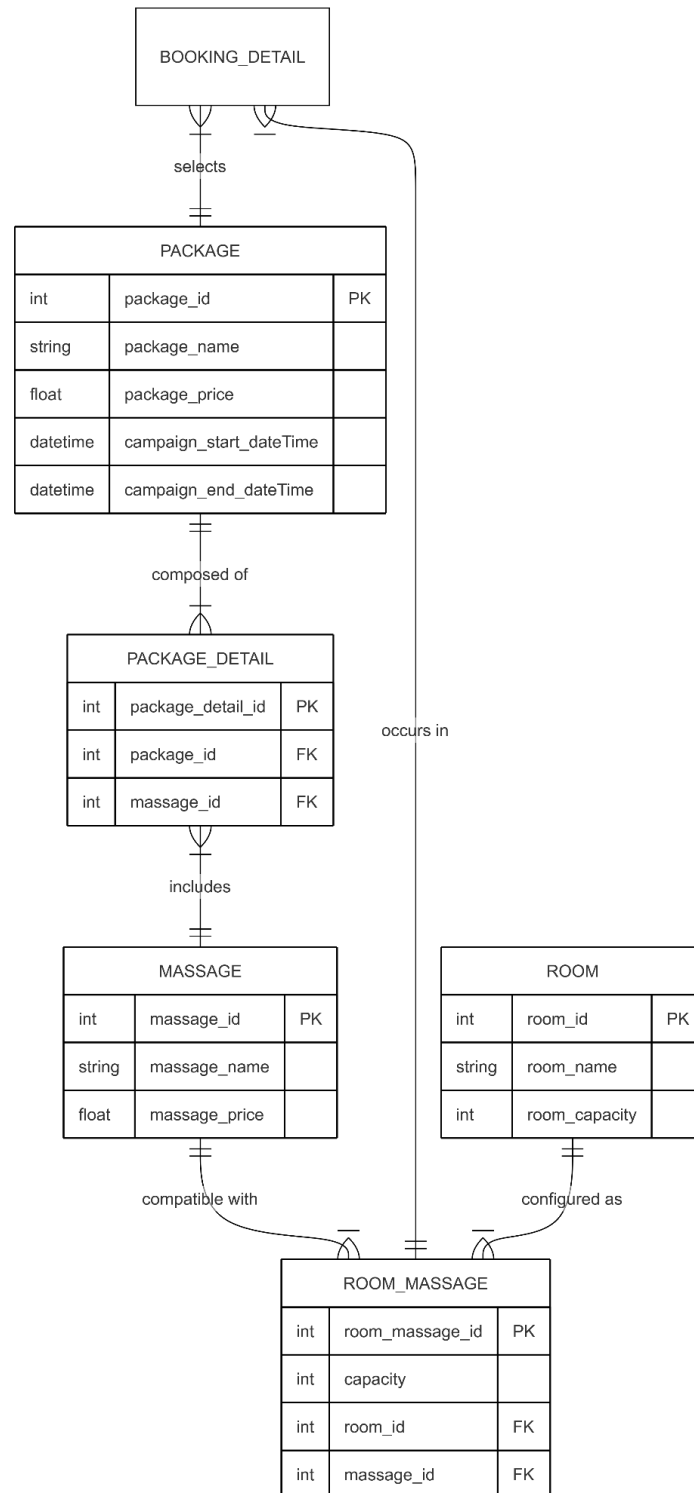 BOOKING_DETAIL
selects
PACKAGE
int package_id PK
string package_name
float package_price
datetime campaign_start_dateTime
datetime campaign_end_dateTime
composed of
PACKAGE_DETAIL
int package_detail_id PK
int package_id FK
int massage_id FK
occurs in
includes
MASSAGE
int massage_id PK
string massage_name
float massage_price
ROOM
int room_id PK
string room_name
int room_capacity
compatible with
configured as
ROOM_MASSAGE
int room_massage_id PK
int capacity
int room_id FK
int massage_id FK